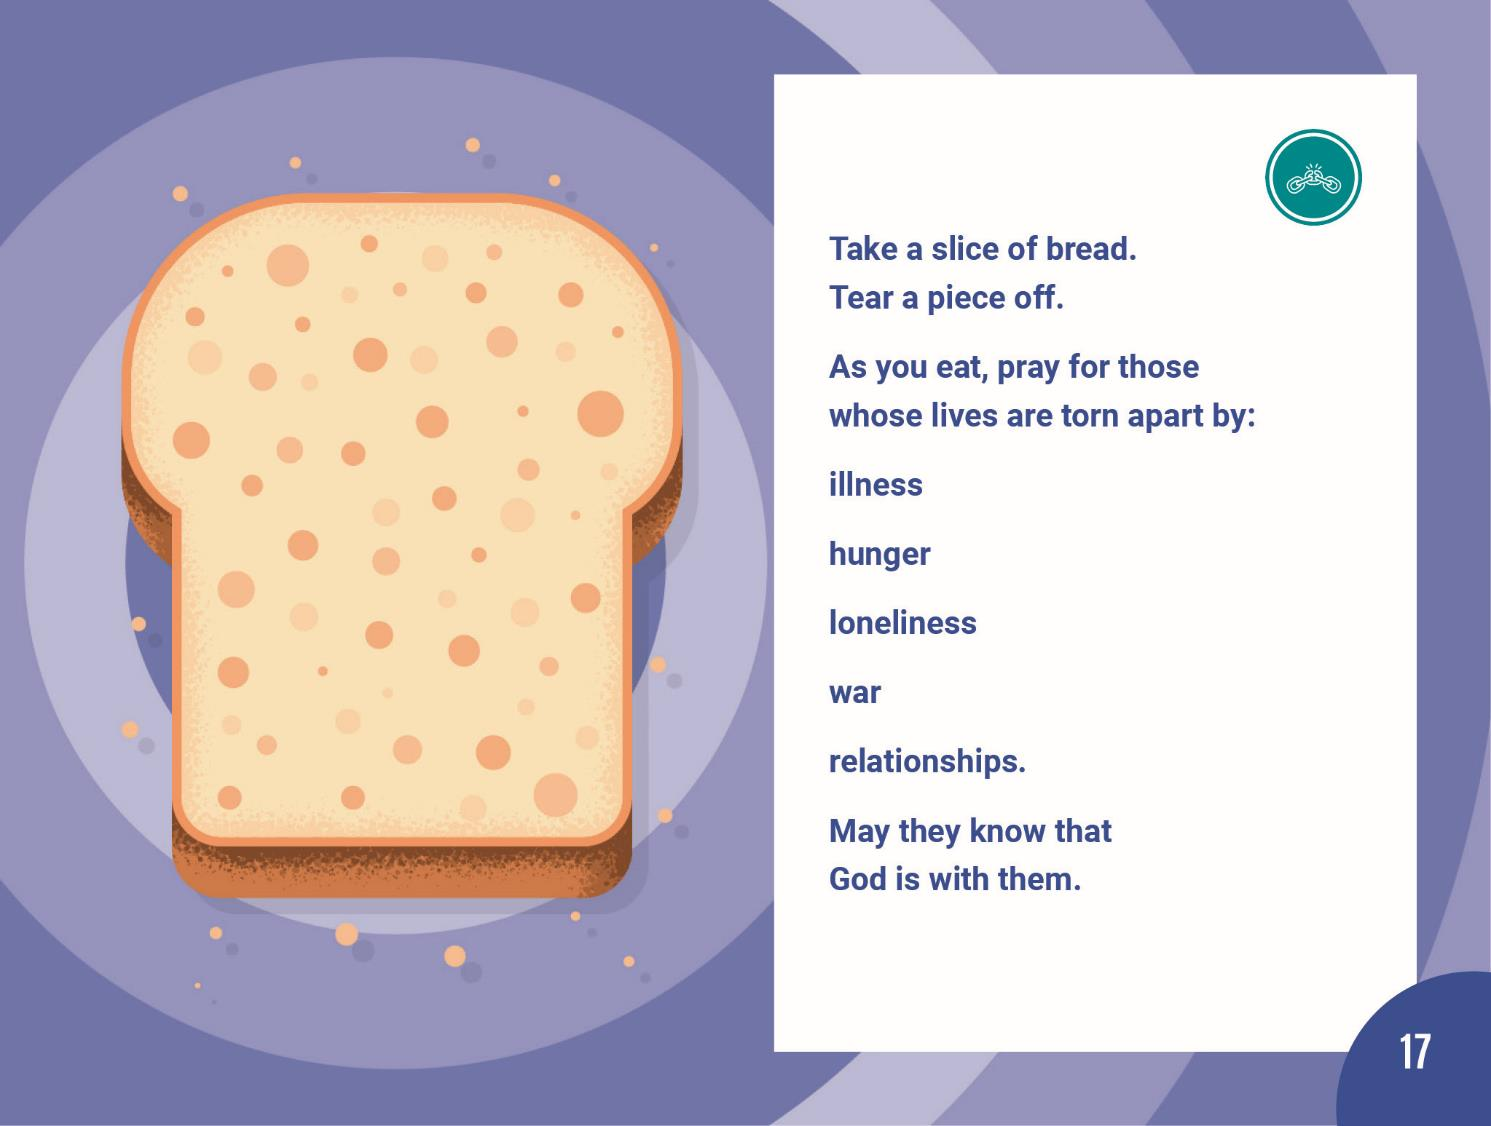 Take a slice of bread.
Tear a piece off.
As you eat, pray for those
whose lives are torn apart by:
illness
hunger
loneliness
war
relationships.
May they know that
God is with them.
17